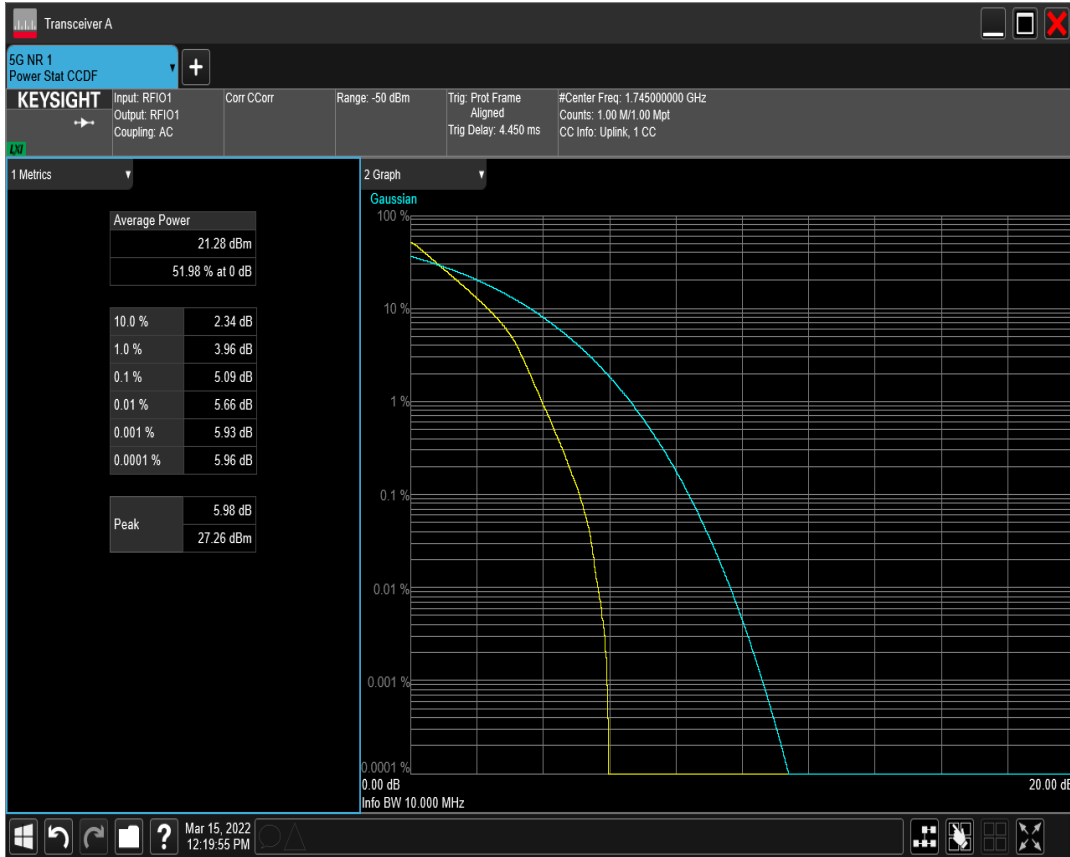 Transceiver A
5G NR 1
Power Stat CCDF
+
KEYSIGHT
LXI
Input: RFIO1
Output: RFIO1
Coupling: AC
Corr CCorr
Range: -50 dBm
Trig: Prot Frame
Aligned
Trig Delay: 4.450 ms
#Center Freq: 1.745000000 GHz
Counts: 1.00 M/1.00 Mpt
CC Info: Uplink, 1 CC
1 Metrics
Average Power
21.28 dBm
51.98 % at 0 dB
10.0 % 2.34 dB
1.0 % 3.96 dB
0.1 % 5.09 dB
0.01 % 5.66 dB
0.001 % 5.93 dB
0.0001 % 5.96 dB
Peak 5.98 dB
27.26 dBm
2 Graph
Gaussian
100 %
10 %
1 %
0.1 %
0.01 %
0.001 %
0.0001 %
0.00 dB 20.00 dB
Info BW 10.000 MHz
?
Mar 15, 2022
12:19:55 PM